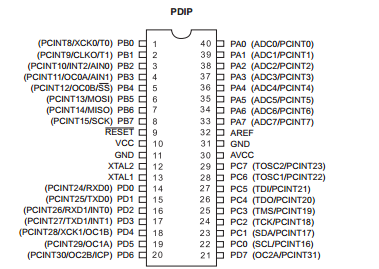 PDIP
(PCINT8/XCK0/T0) PB0 1 40 PA0 (ADC0/PCINT0)
(PCINT9/CLKO/T1) PB1 2 39 PA1 (ADC1/PCINT1)
(PCINT10/INT2/AIN0) PB2 3 38 PA2 (ADC2/PCINT2)
(PCINT11/OC0A/AIN1) PB3 4 37 PA3 (ADC3/PCINT3)
(PCINT12/OC0B/SS) PB4 5 36 PA4 (ADC4/PCINT4)
(PCINT13/MOSI) PB5 6 35 PA5 (ADC5/PCINT5)
(PCINT14/MISO) PB6 7 34 PA6 (ADC6/PCINT6)
(PCINT15/SCK) PB7 8 33 PA7 (ADC7/PCINT7)
RESET 9 32 AREF
VCC 10 31 GND
GND 11 30 AVCC
XTAL2 12 29 PC7 (TOSC2/PCINT23)
XTAL1 13 28 PC6 (TOSC1/PCINT22)
(PCINT24/RXD0) PD0 14 27 PC5 (TDI/PCINT21)
(PCINT25/TXD0) PD1 15 26 PC4 (TDO/PCINT20)
(PCINT26/RXD1/INT0) PD2 16 25 PC3 (TMS/PCINT19)
(PCINT27/TXD1/INT1) PD3 17 24 PC2 (TCK/PCINT18)
(PCINT28/XCK1/OC1B) PD4 18 23 PC1 (SDA/PCINT17)
(PCINT29/OC1A) PD5 19 22 PC0 (SCL/PCINT16)
(PCINT30/OC2B/ICP) PD6 20 21 PD7 (OC2A/PCINT31)